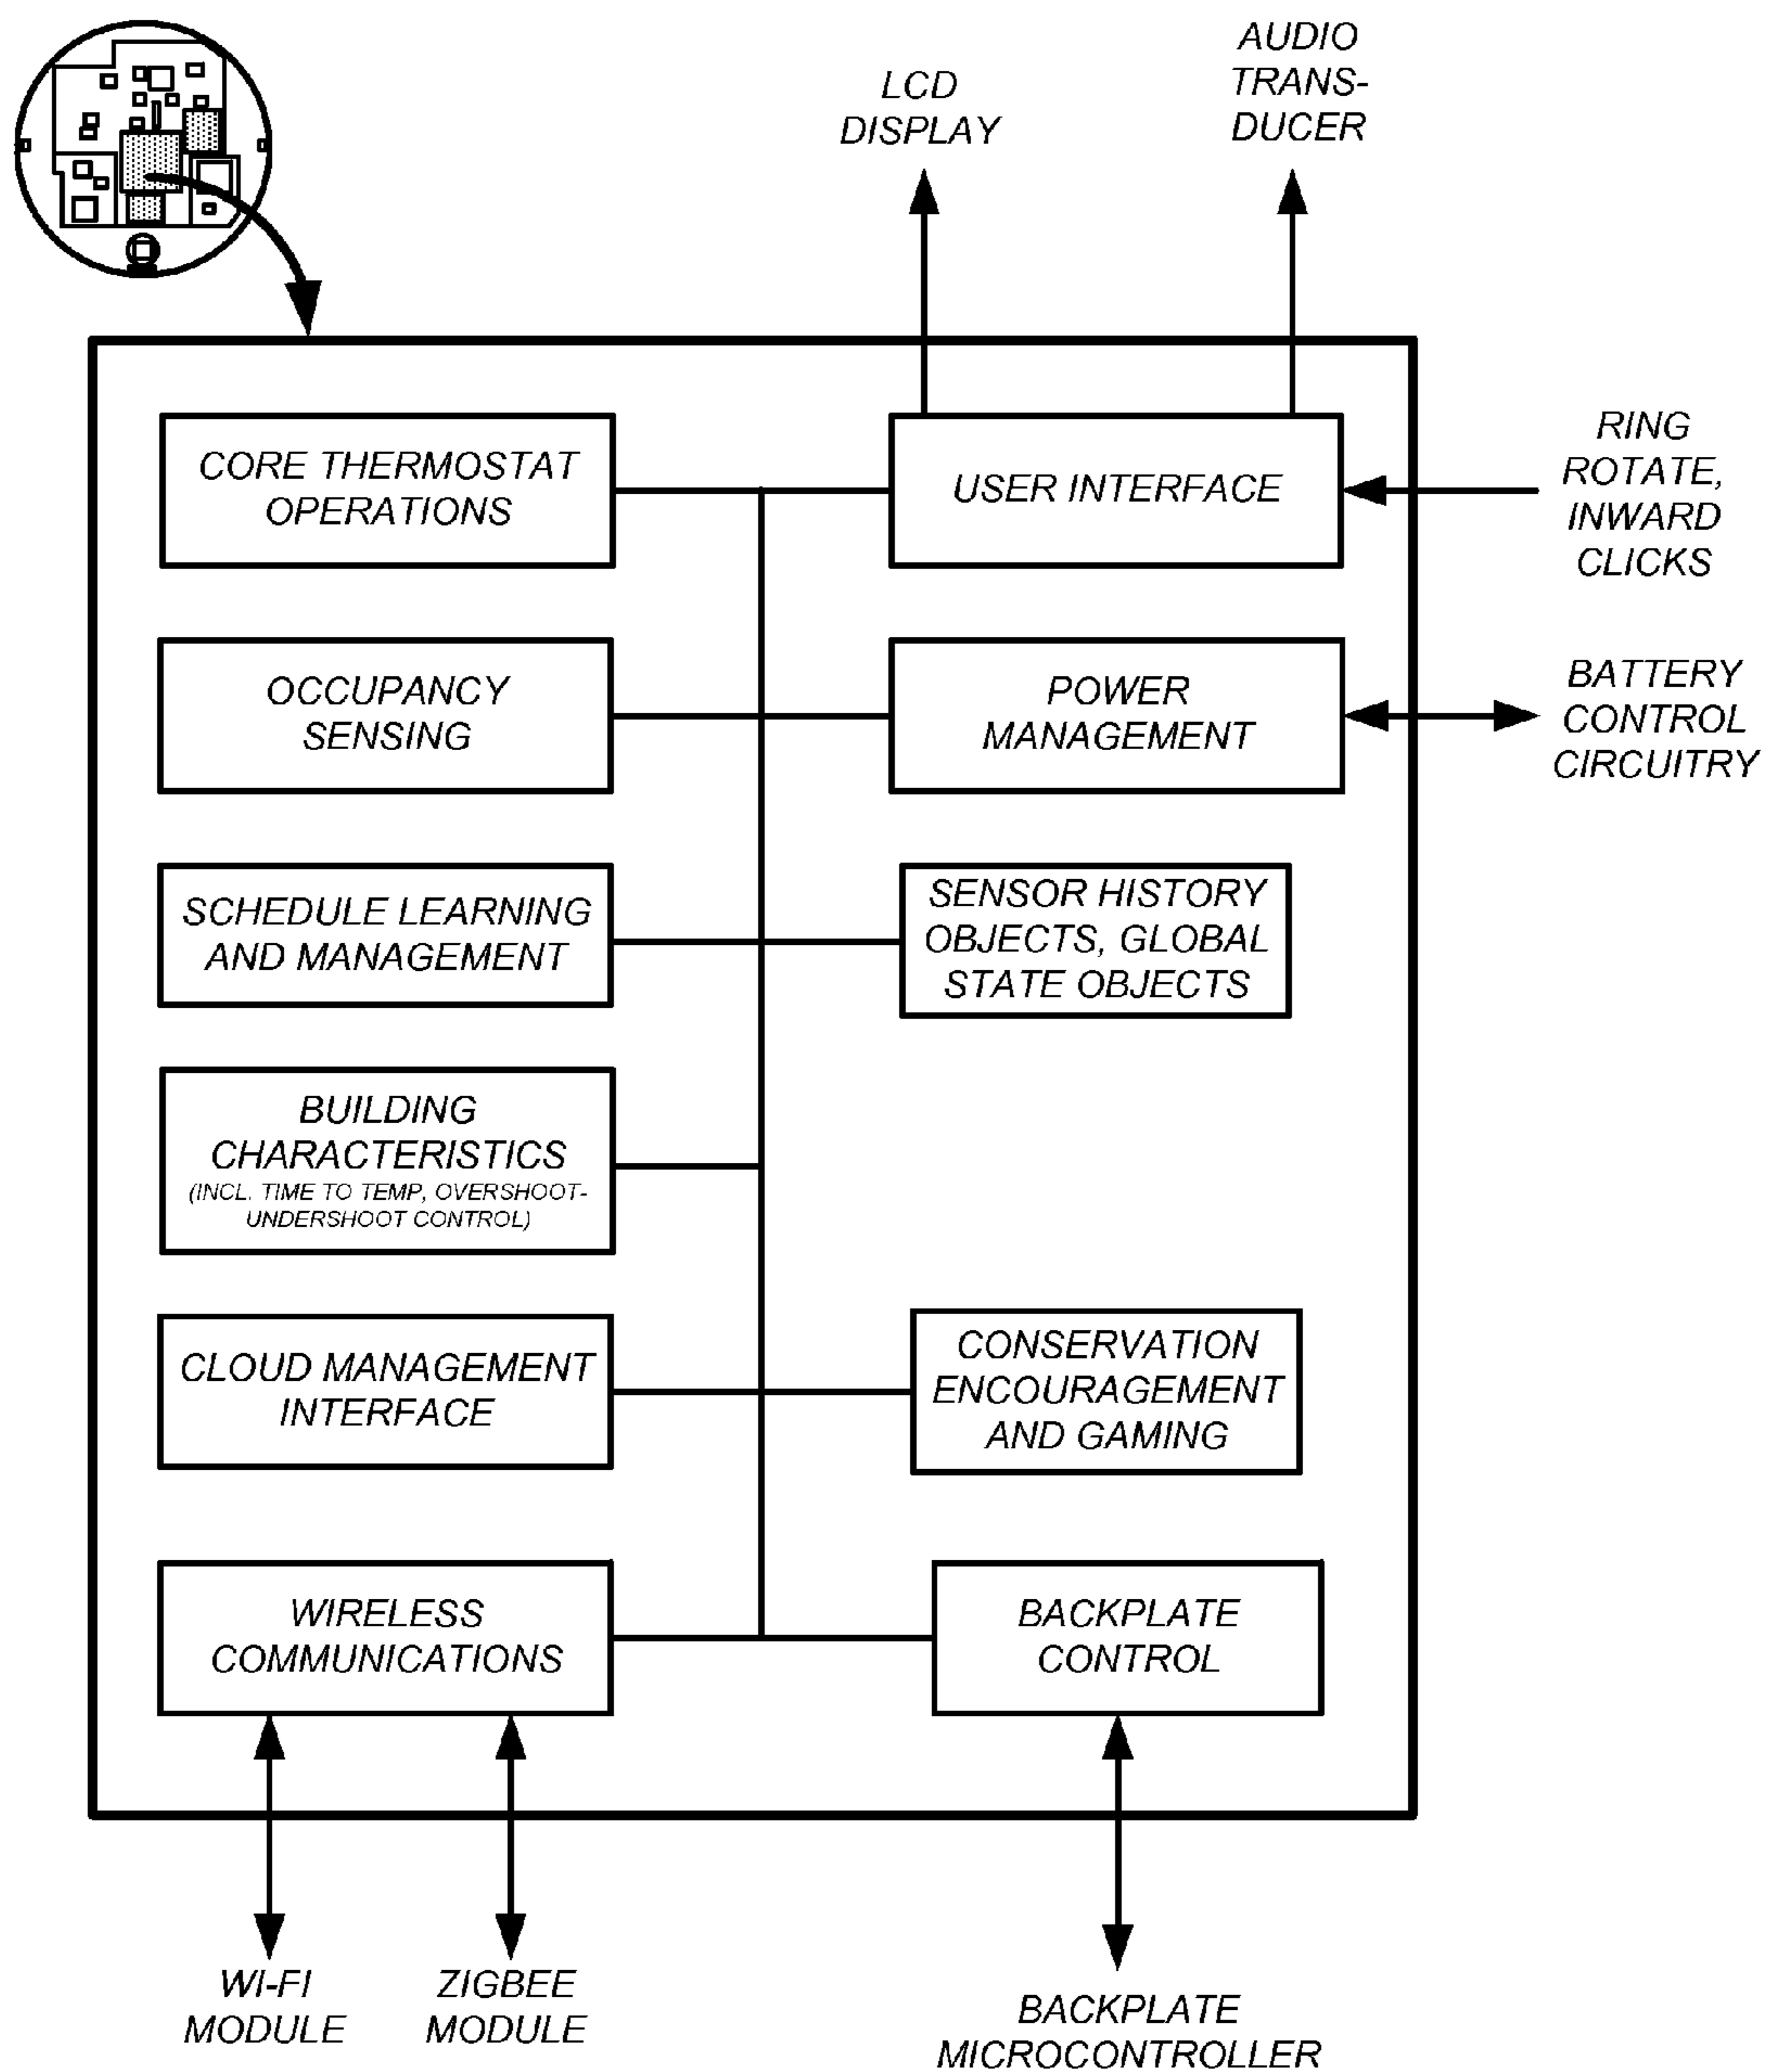 LCD
DISPLAY
AUDIO
TRANS-
DUCER
CORE THERMOSTAT
OPERATIONS
USER INTERFACE
RING
ROTATE,
INWARD
CLICKS
OCCUPANCY
SENSING
POWER
MANAGEMENT
BATTERY
CONTROL
CIRCUITRY
SCHEDULE LEARNING
AND MANAGEMENT
SENSOR HISTORY
OBJECTS, GLOBAL
STATE OBJECTS
BUILDING
CHARACTERISTICS
(INCL. TIME TO TEMP, OVERSHOOT-
UNDERSHOOT CONTROL)
CLOUD MANAGEMENT
INTERFACE
CONSERVATION
ENCOURAGEMENT
AND GAMING
WIRELESS
COMMUNICATIONS
BACKPLATE
CONTROL
WI-FI
MODULE
ZIGBEE
MODULE
BACKPLATE
MICROCONTROLLER